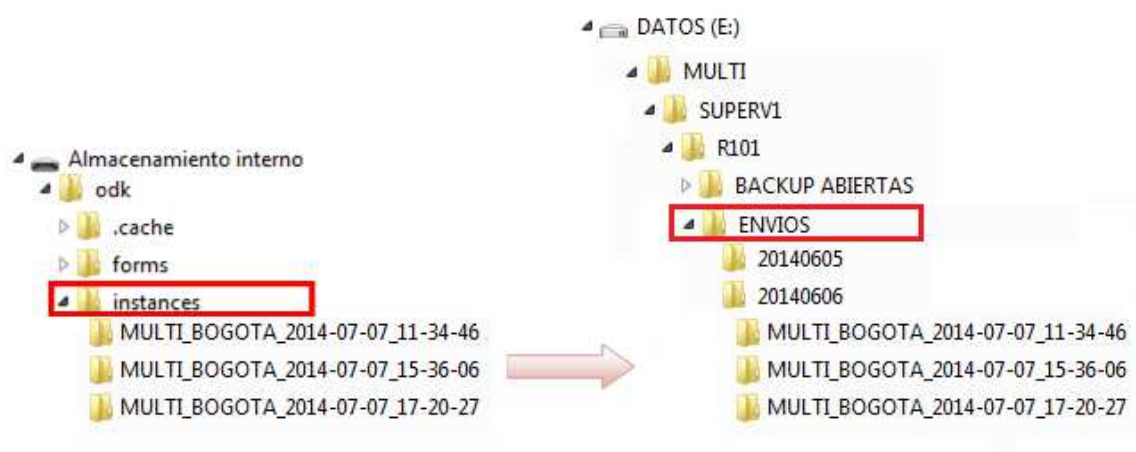 Almacenamiento interno
odk
.cache
forms
instances
MULTI_BOGOTA_2014-07-07_11-34-46
MULTI_BOGOTA_2014-07-07_15-36-06
MULTI_BOGOTA_2014-07-07_17-20-27
DATOS (E:)
MULTI
SUPERV1
R101
BACKUP ABIERTAS
ENVIOS
20140605
20140606
MULTI_BOGOTA_2014-07-07_11-34-46
MULTI_BOGOTA_2014-07-07_15-36-06
MULTI_BOGOTA_2014-07-07_17-20-27